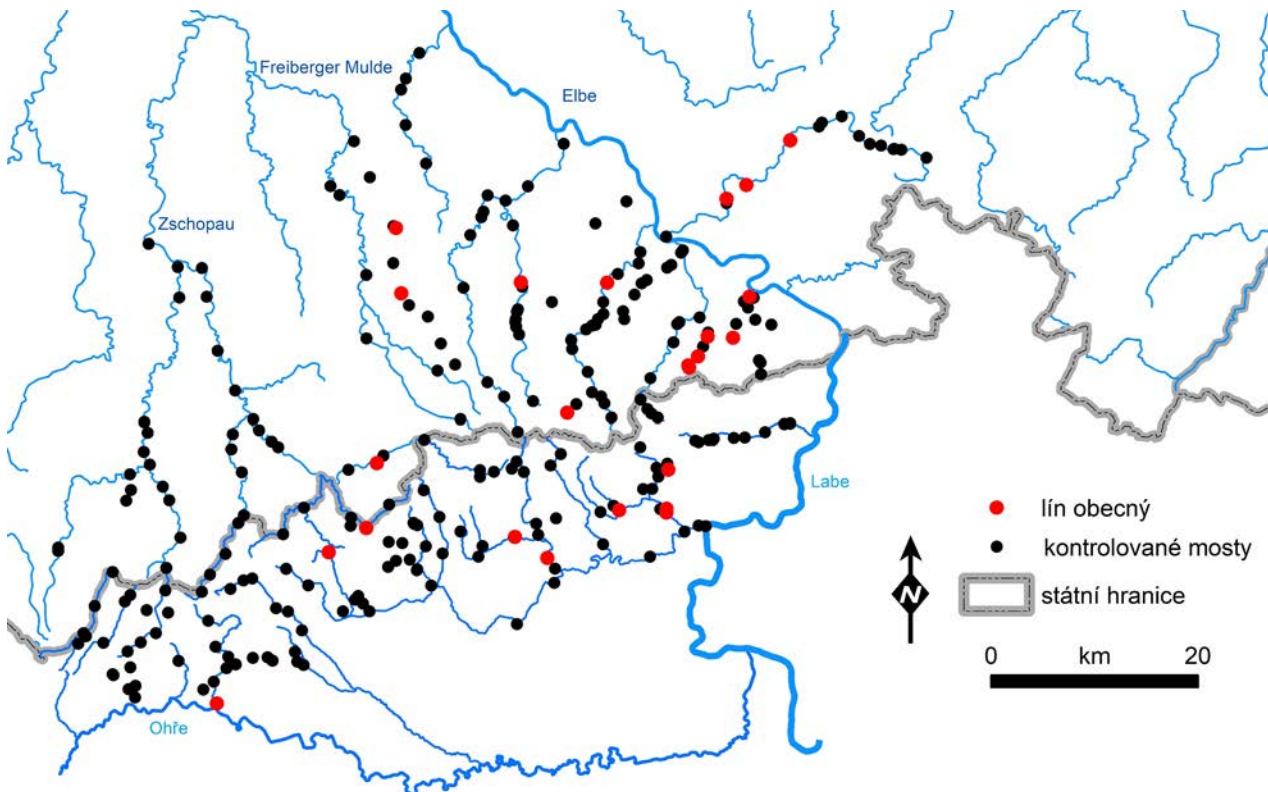 Freiberger Mulde
Elbe
Zschopau
Labe
Ohře
N
lín obecný
kontrolované mosty
státní hranice
0 km 20